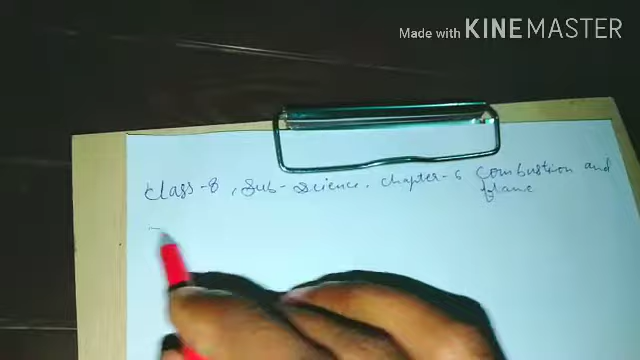 Made with KINEMASTER
Class-8, Sub-Science, chapter-6 Combustion and
flame